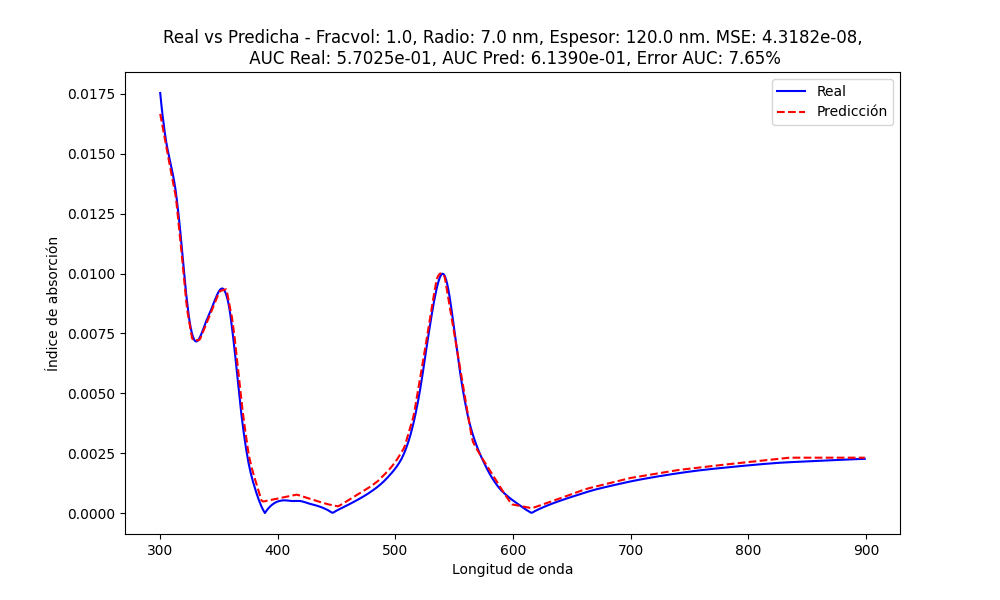 Real vs Predicha - Fracvol: 1.0, Radio: 7.0 nm, Espesor: 120.0 nm. MSE: 4.3182e-08,
AUC Real: 5.7025e-01, AUC Pred: 6.1390e-01, Error AUC: 7.65%
Real
Predicción
Índice de absorción
0.0175
0.0150
0.0125
0.0100
0.0075
0.0050
0.0025
0.0000
300 400 500 600 700 800 900
Longitud de onda